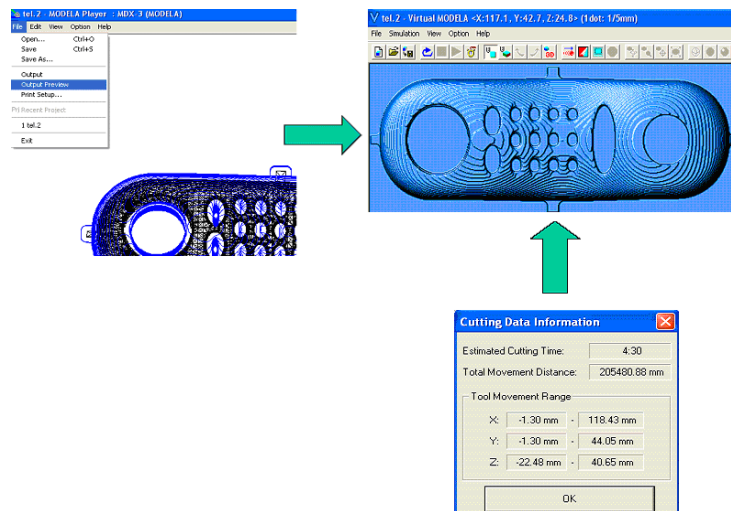 tel.2 - MODELA Player : MDX-3 (MODELA)
File Edit View Option Help
Open... Ctrl+O
Save Ctrl+S
Save As...
Output
Output Preview
Print Setup...
Recent Project
1 tel.2
Exit
V tel.2 - Virtual MODELA <X:117.1, Y:42.7, Z:24.8> (1dot: 1/5mm)
File Simulation View Option Help
Cutting Data Information
Estimated Cutting Time: 4:30
Total Movement Distance: 205480.88 mm
Tool Movement Range
X: -1.30 mm - 118.43 mm
Y: -1.30 mm - 44.05 mm
Z: -22.48 mm - 40.65 mm
OK